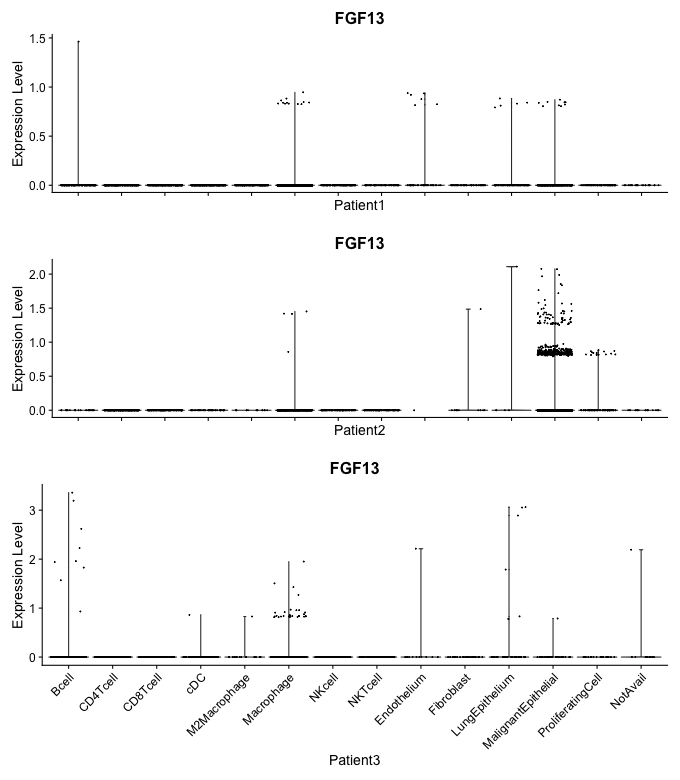 FGF13
Expression Level
1.5
1.0
0.5
0.0
Patient1
FGF13
Expression Level
2.0
1.5
1.0
0.5
0.0
Patient2
FGF13
Expression Level
3
2
1
0
Bcell
CD4Tcell
CD8Tcell
cDC
M2Macrophage
Macrophage
NKcell
NKTcell
Endothelium
Fibroblast
LungEpithelium
MalignantEpithelial
ProliferatingCell
NotAvail
Patient3